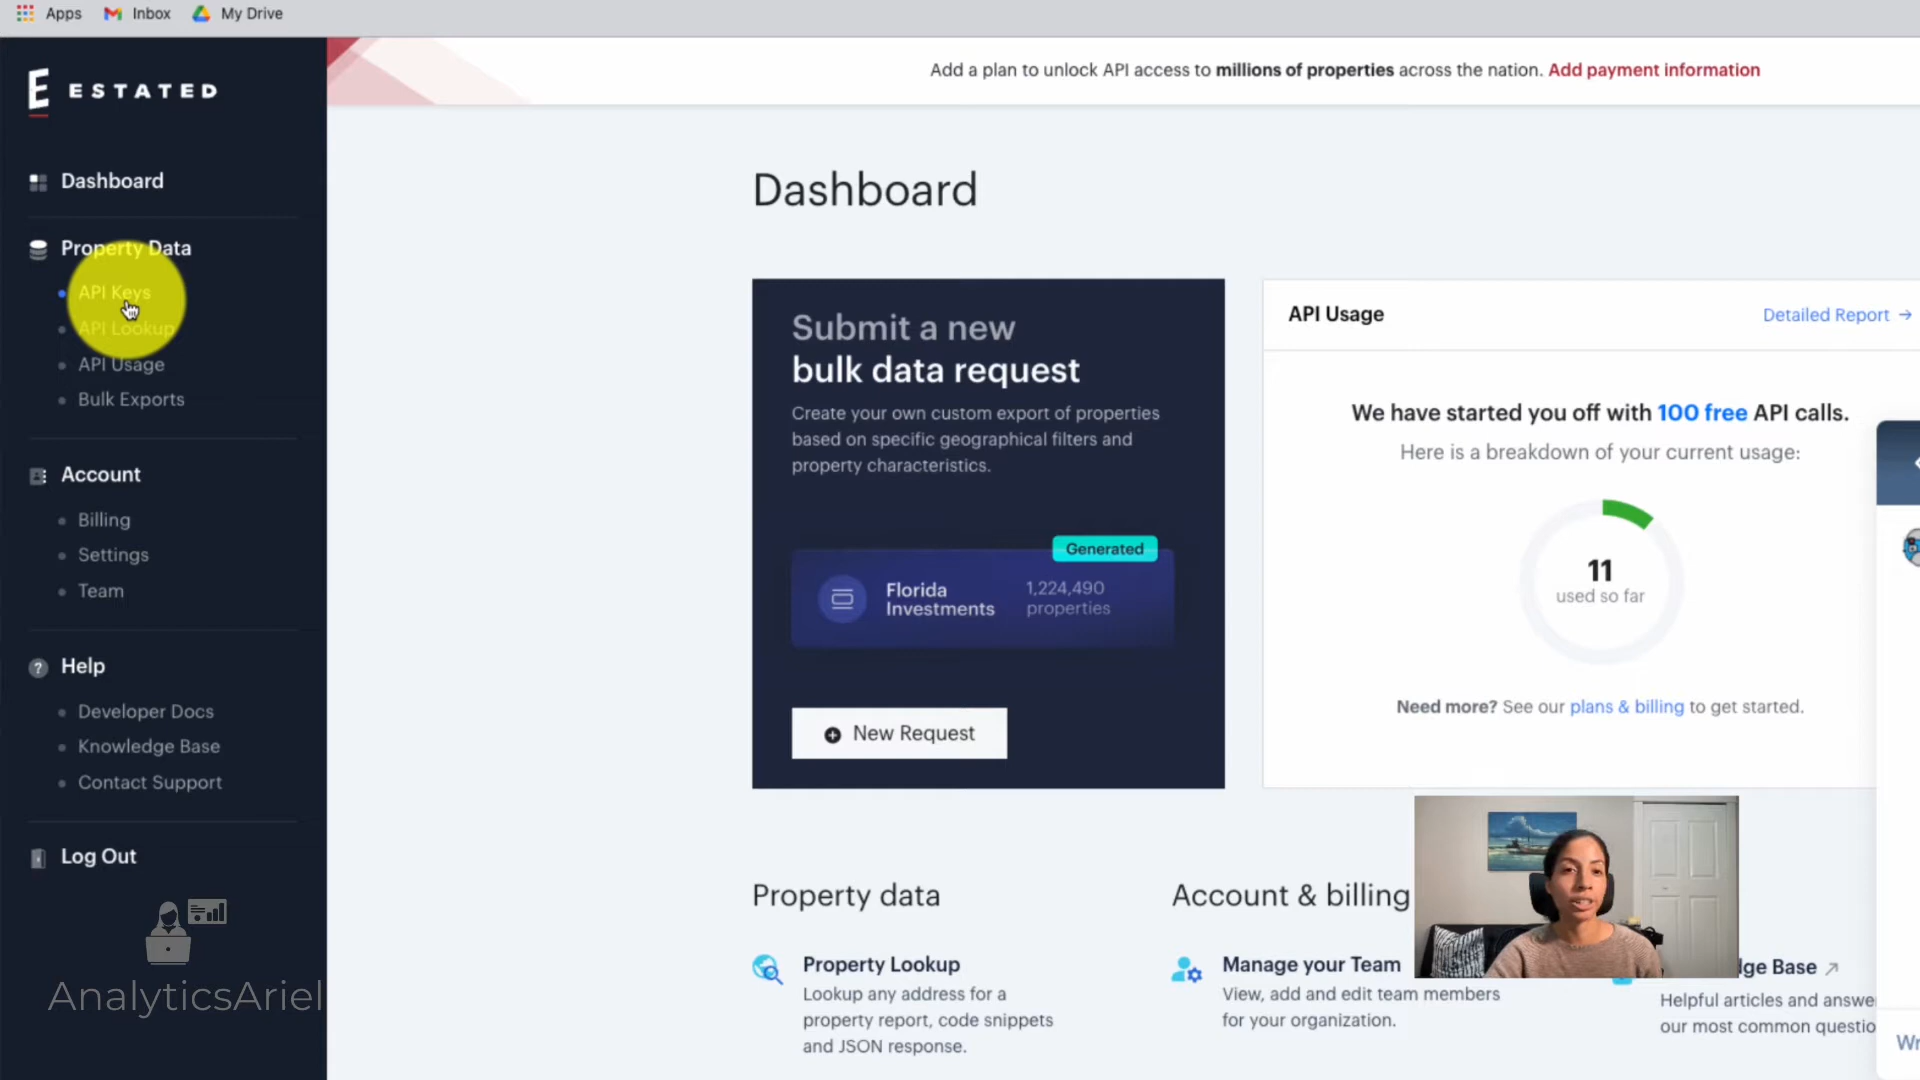 Apps
Inbox
My Drive
ESTATED
Add a plan to unlock API access to millions of properties across the nation. Add payment information
Dashboard
Property Data
API Keys
API Lookup
API Usage
Bulk Exports
Account
Billing
Settings
Team
Help
Developer Docs
Knowledge Base
Contact Support
Log Out
AnalyticsAriel
Dashboard
Submit a new
bulk data request
Create your own custom export of properties
based on specific geographical filters and
property characteristics.
Generated
Florida
Investments
1,224,490
properties
New Request
API Usage
Detailed Report →
We have started you off with 100 free API calls.
Here is a breakdown of your current usage:
11
used so far
Need more? See our plans & billing to get started.
Property data
Property Lookup
Lookup any address for a
property report, code snippets
and JSON response.
Account & billing
Manage your Team
View, add and edit team members
for your organization.
Base
Helpful articles and
our most common